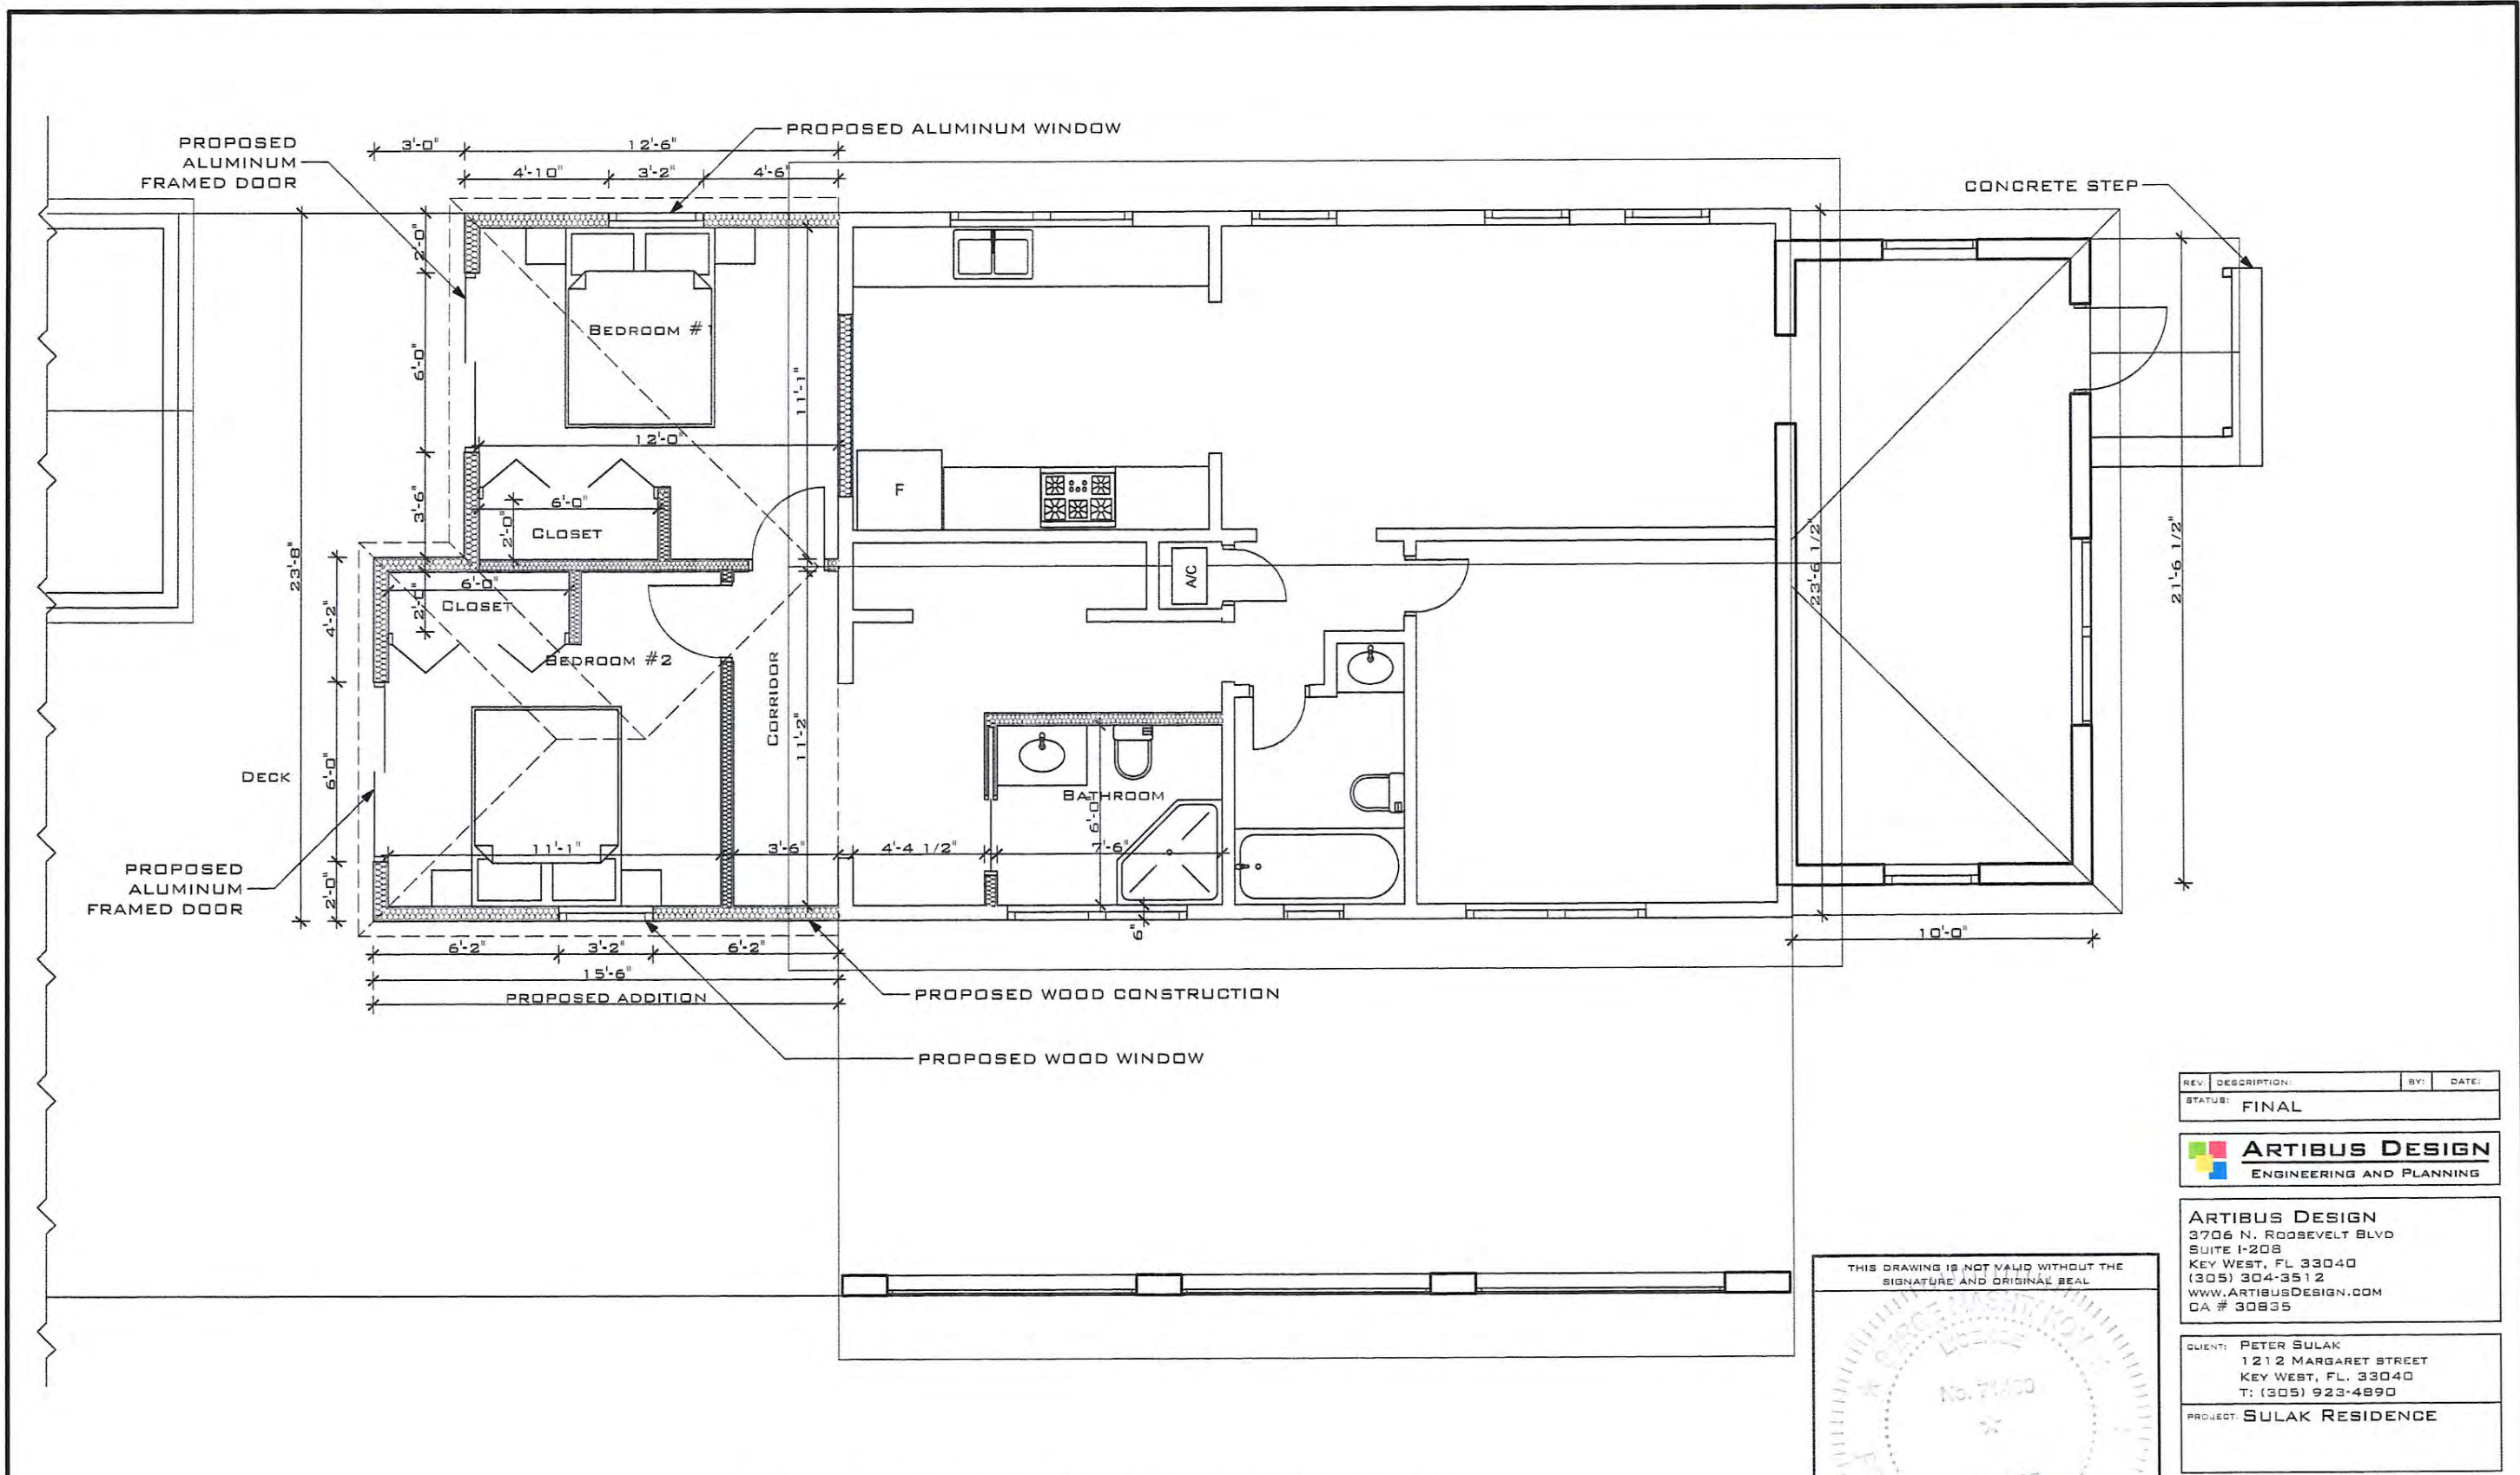 PROPOSED
ALUMINUM
FRAMED DOOR
3'-0"
12'-6"
PROPOSED ALUMINUM WINDOW
4'-10"
3'-2"
4'-6"
CONCRETE STEP
2'-0"
6'-0"
3'-6"
BEDROOM #1
11'-1"
12'-0"
6'-0"
2'-0"
CLOSET
F
A/C
23'-8"
4'-2"
6'-0"
2'-0"
6'-0"
2'-0"
CLOSET
BEDROOM #2
CORRIDOR
11'-2"
23'-6 1/2"
21'-6 1/2"
DECK
BATHROOM
6'-0"
11'-1"
3'-6"
4'-4 1/2"
7'-6"
PROPOSED
ALUMINUM
FRAMED DOOR
6"
10'-0"
6'-2"
3'-2"
6'-2"
15'-6"
PROPOSED ADDITION
PROPOSED WOOD CONSTRUCTION
PROPOSED WOOD WINDOW
REV: DESCRIPTION: BY: DATE:
STATUS: FINAL
ARTIBUS DESIGN
ENGINEERING AND PLANNING
ARTIBUS DESIGN
3706 N. ROOSEVELT BLVD
SUITE I-208
KEY WEST, FL 33040
(305) 304-3512
WWW.ARTIBUSDESIGN.COM
CA # 30835
THIS DRAWING IS NOT VALID WITHOUT THE
SIGNATURE AND ORIGINAL SEAL
LICENSE
CLIENT: PETER SULAK
1212 MARGARET STREET
KEY WEST, FL. 33040
T: (305) 923-4890
PROJECT: SULAK RESIDENCE